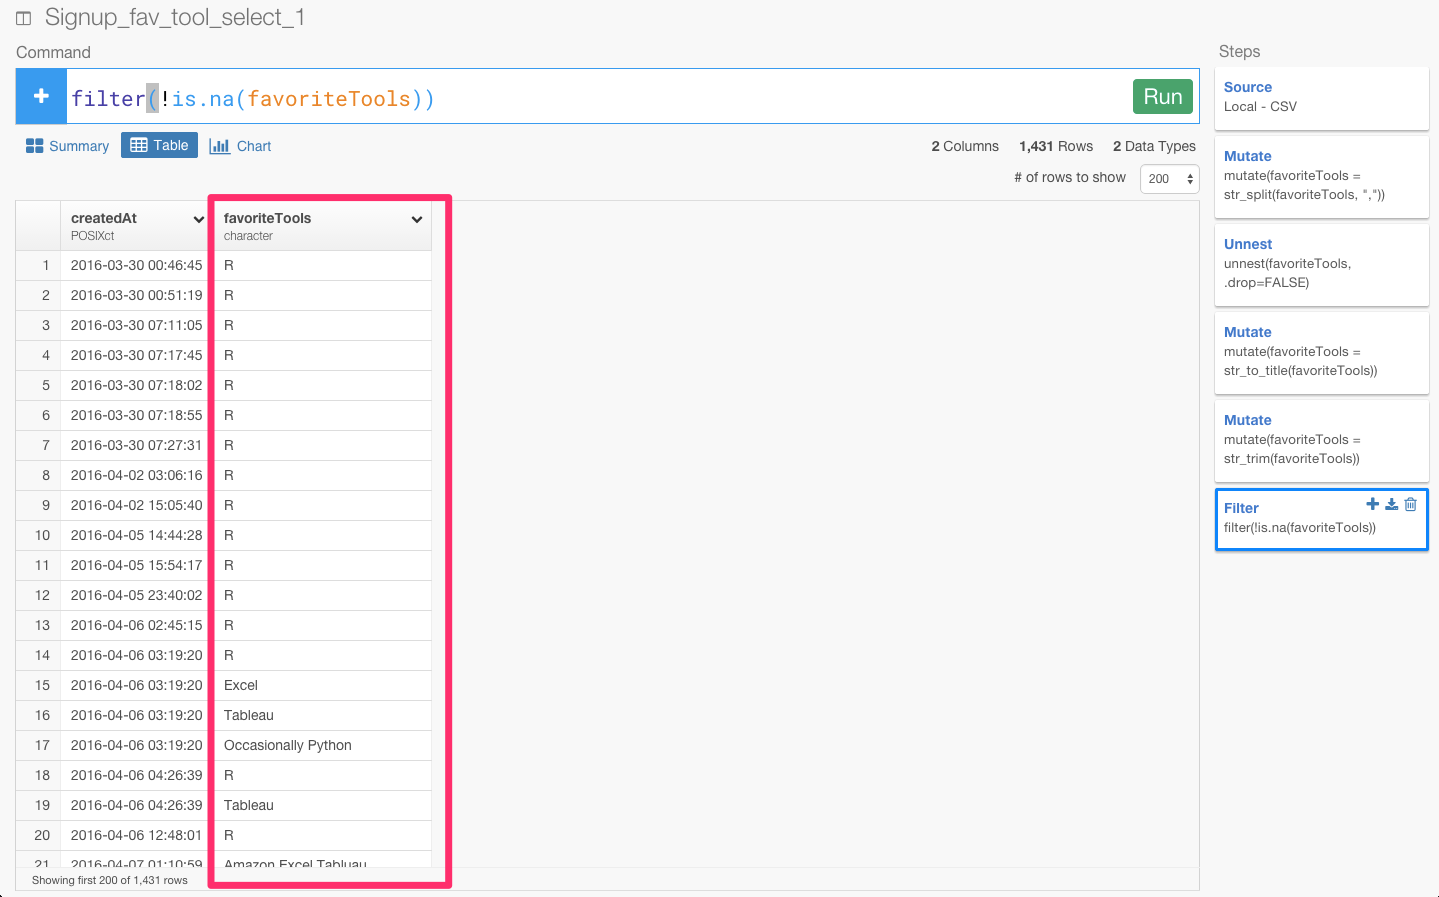 Signup_fav_tool_select_1
Command
filter(!is.na(favoriteTools))
Run
Summary Table Chart
2 Columns 1,431 Rows 2 Data Types
# of rows to show 200
createdAt favoriteTools
POSIXct character
1 2016-03-30 00:46:45 R
2 2016-03-30 00:51:19 R
3 2016-03-30 07:11:05 R
4 2016-03-30 07:17:45 R
5 2016-03-30 07:18:02 R
6 2016-03-30 07:18:55 R
7 2016-03-30 07:27:31 R
8 2016-04-02 03:06:16 R
9 2016-04-02 15:05:40 R
10 2016-04-05 14:44:28 R
11 2016-04-05 15:54:17 R
12 2016-04-05 23:40:02 R
13 2016-04-06 02:45:15 R
14 2016-04-06 03:19:20 R
15 2016-04-06 03:19:20 Excel
16 2016-04-06 03:19:20 Tableau
17 2016-04-06 03:19:20 Occasionally Python
18 2016-04-06 04:26:39 R
19 2016-04-06 04:26:39 Tableau
20 2016-04-06 12:48:01 R
21 2016-04-07 01:10:59 Amazon Excel Tabluau
Showing first 200 of 1,431 rows
Steps
Source
Local - CSV
Mutate
mutate(favoriteTools =
str_split(favoriteTools, ","))
Unnest
unnest(favoriteTools,
.drop=FALSE)
Mutate
mutate(favoriteTools =
str_to_title(favoriteTools))
Mutate
mutate(favoriteTools =
str_trim(favoriteTools))
Filter
filter(!is.na(favoriteTools))